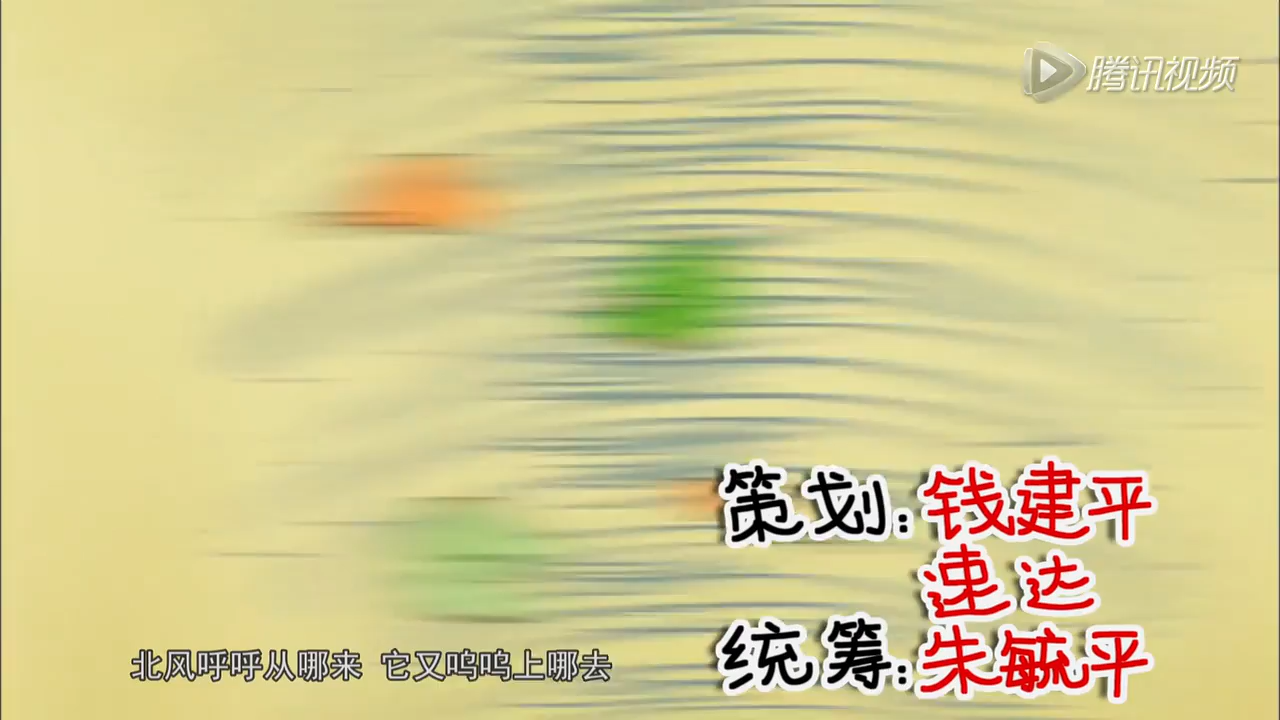 腾讯视频
策划:钱建平
速达
统筹:朱毓平
北风呼呼从哪来 它又呜呜上哪去